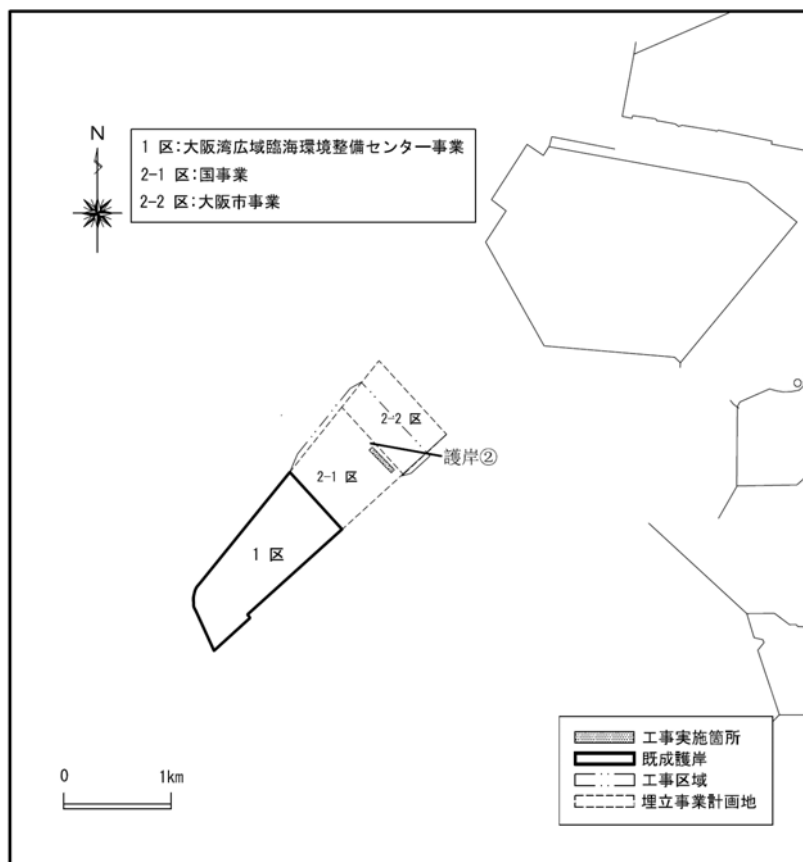 N
1 区:大阪湾広域臨海環境整備センター事業
2-1 区:国事業
2-2 区:大阪市事業
2-2 区
護岸②
2-1 区
1 区
工事実施箇所
既成護岸
工事区域
埋立事業計画地
0 1km